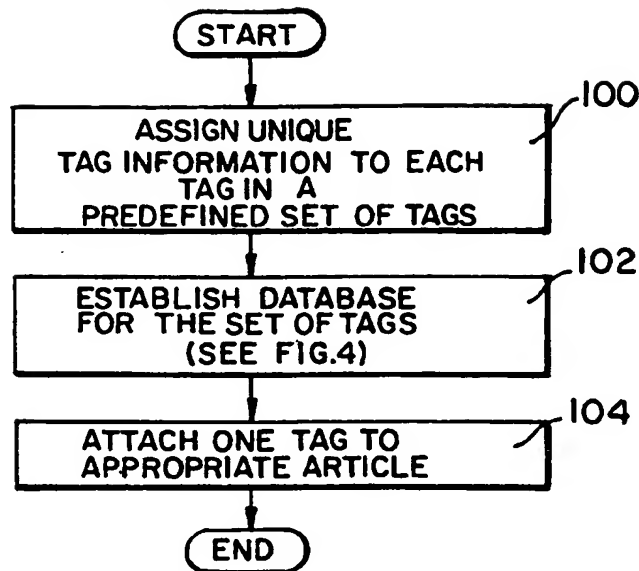 START
100
ASSIGN UNIQUE
TAG INFORMATION TO EACH
TAG IN A
PREDEFINED SET OF TAGS
102
ESTABLISH DATABASE
FOR THE SET OF TAGS
(SEE FIG.4)
104
ATTACH ONE TAG TO
APPROPRIATE ARTICLE
END